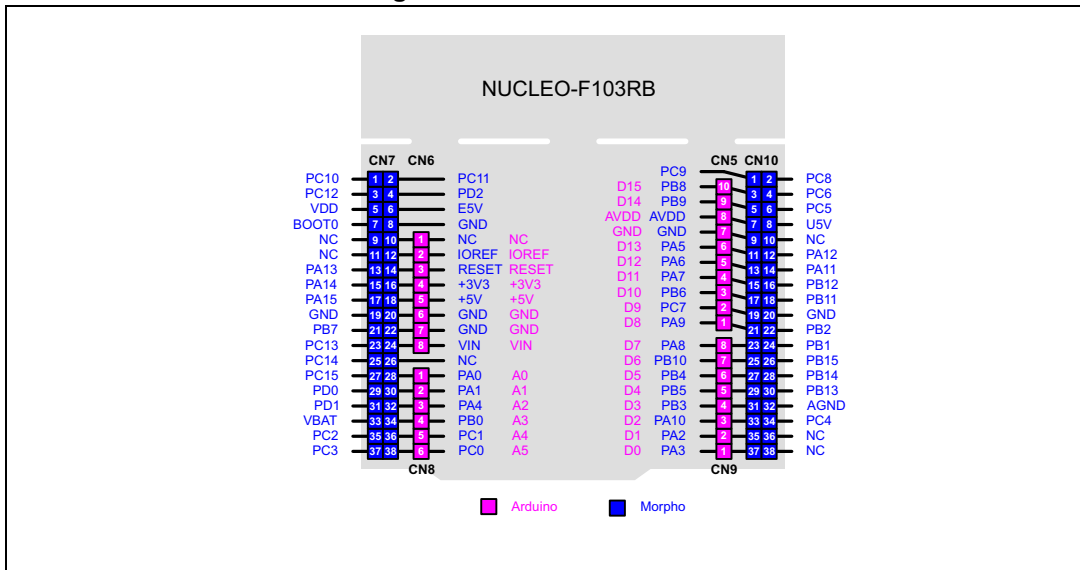 NUCLEO-F103RB
CN7 CN6 CN5 CN10
PC10 1 2 PC11 PC9 1 2 PC8
PC12 3 4 PD2 D15 PB8 10 3 4 PC6
VDD 5 6 E5V D14 PB9 9 5 6 PC5
BOOT0 7 8 GND AVDD AVDD 8 7 8 U5V
NC 9 10 1 NC NC GND GND 7 9 10 NC
NC 11 12 2 IOREF IOREF D13 PA5 6 11 12 PA12
PA13 13 14 3 RESET RESET D12 PA6 5 13 14 PA11
PA14 15 16 4 +3V3 +3V3 D11 PA7 4 15 16 PB12
PA15 17 18 5 +5V +5V D10 PB6 3 17 18 PB11
GND 19 20 6 GND GND D9 PC7 2 19 20 GND
PB7 21 22 7 GND GND D8 PA9 1 21 22 PB2
PC13 23 24 8 VIN VIN D7 PA8 8 23 24 PB1
PC14 25 26 NC D6 PB10 7 25 26 PB15
PC15 27 28 1 PA0 A0 D5 PB4 6 27 28 PB14
PD0 29 30 2 PA1 A1 D4 PB5 5 29 30 PB13
PD1 31 32 3 PA4 A2 D3 PB3 4 31 32 AGND
VBAT 33 34 4 PB0 A3 D2 PA10 3 33 34 PC4
PC2 35 36 5 PC1 A4 D1 PA2 2 35 36 NC
PC3 37 38 6 PC0 A5 D0 PA3 1 37 38 NC
CN8 CN9
Arduino Morpho